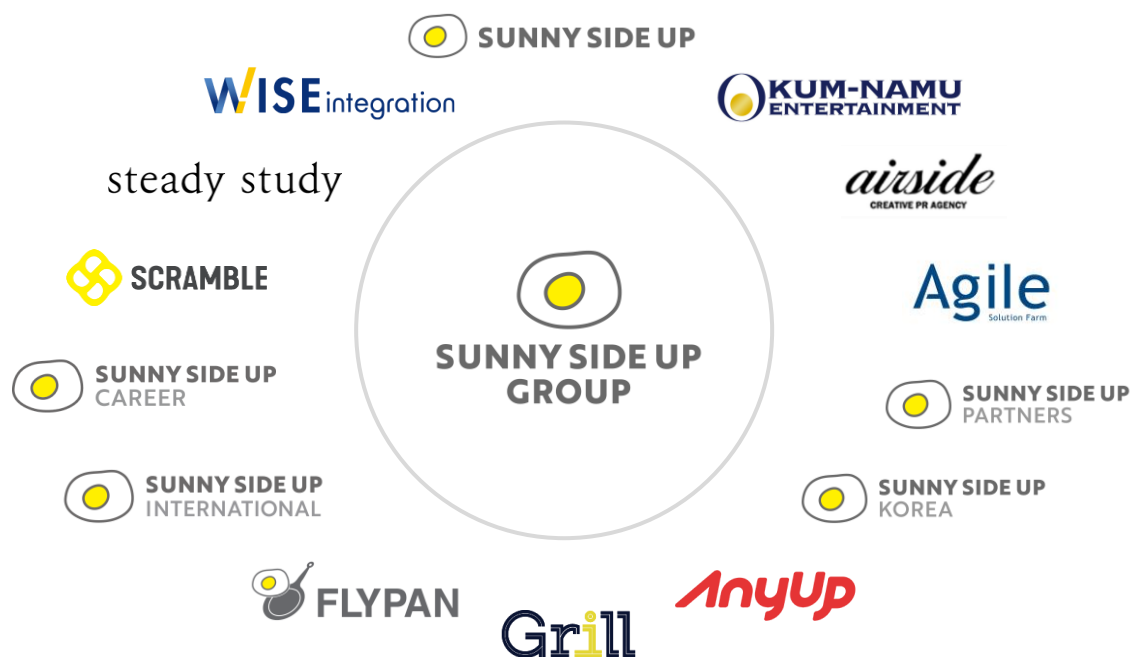 SUNNY SIDE UP
WISE integration
KUM-NAMU
ENTERTAINMENT
steady study
airside
CREATIVE PR AGENCY
SCRAMBLE
Agile
Solution Farm
SUNNY SIDE UP
GROUP
SUNNY SIDE UP
CAREER
SUNNY SIDE UP
PARTNERS
SUNNY SIDE UP
INTERNATIONAL
SUNNY SIDE UP
KOREA
FLYPAN
AnyUp
Grill